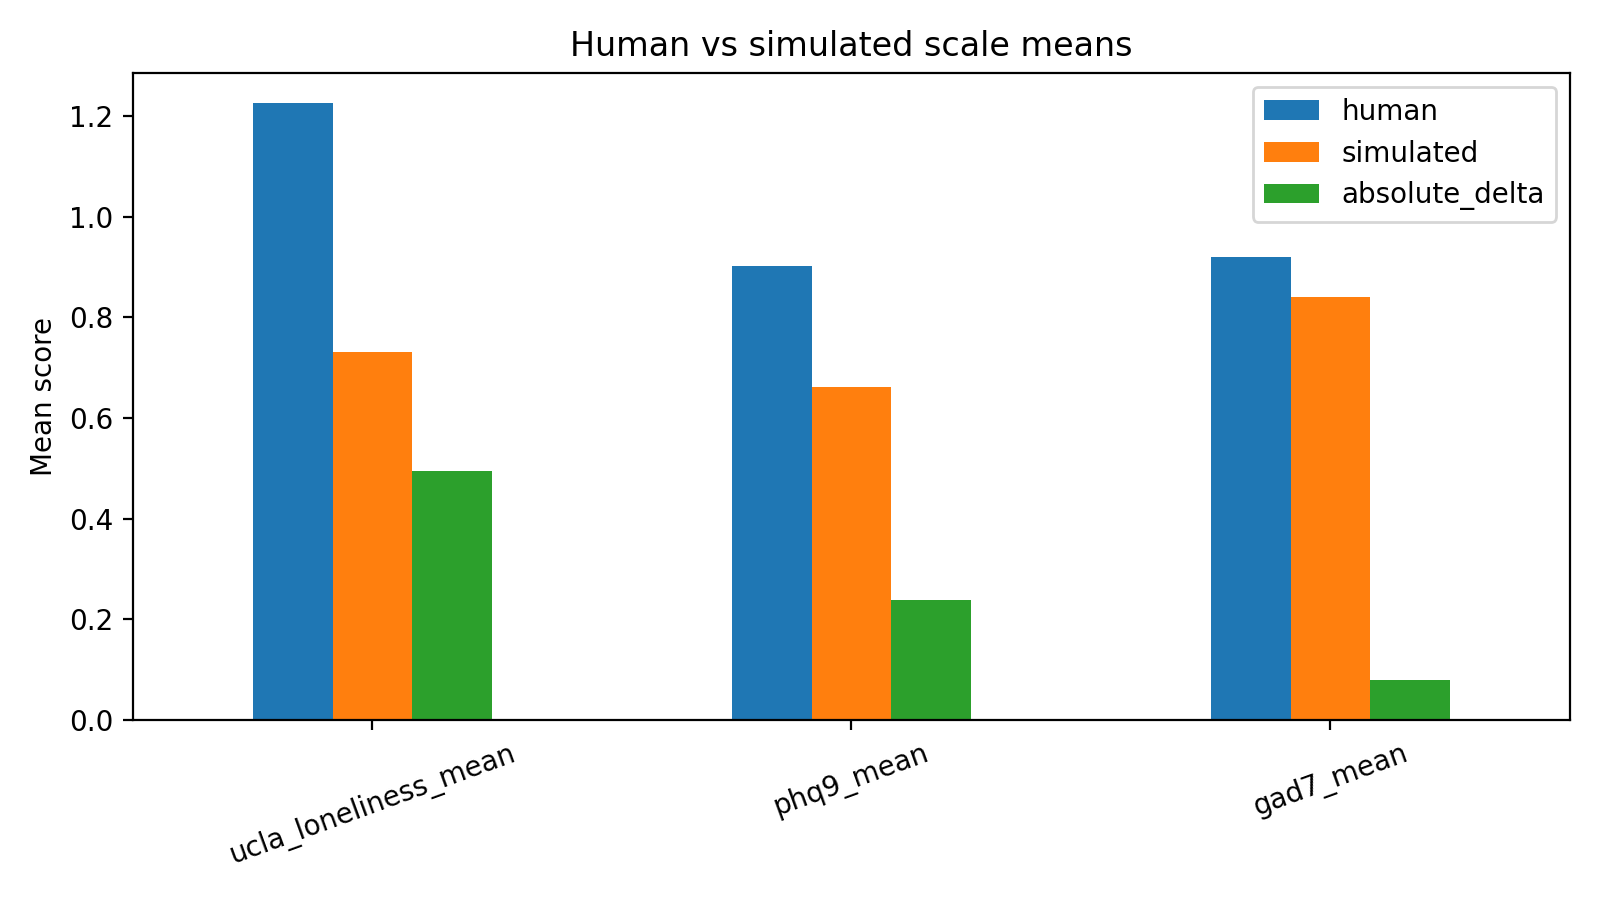 Human vs simulated scale means
human
simulated
absolute_delta
Mean score
1.2
1.0
0.8
0.6
0.4
0.2
0.0
ucla_loneliness_mean
phq9_mean
gad7_mean